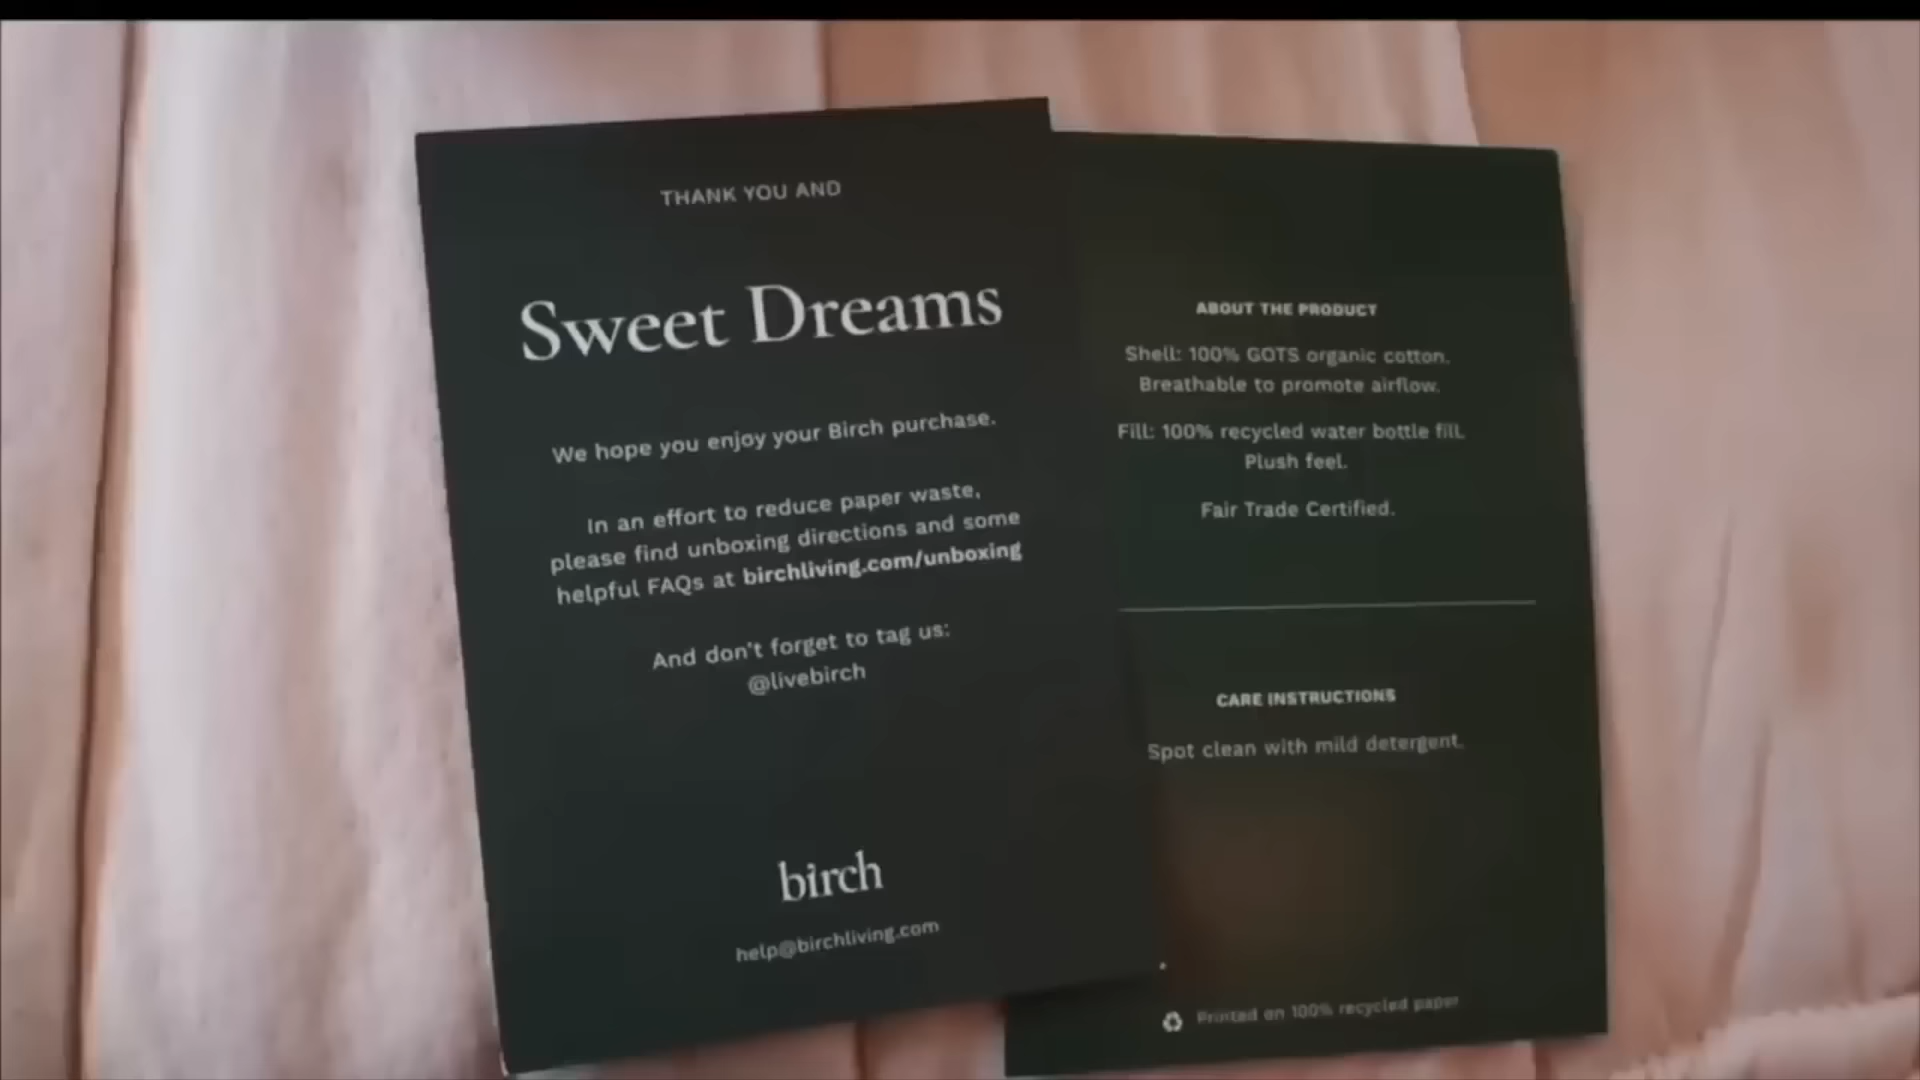 THANK YOU AND
Sweet Dreams
We hope you enjoy your Birch purchase.
In an effort to reduce paper waste,
please find unboxing directions and some
helpful FAQs at birchliving.com/unboxing
And don't forget to tag us:
@livebirch
birch
help@birchliving.com
ABOUT THE PRODUCT
Shell: 100% GOTS organic cotton.
Breathable to promote airflow.
Fill: 100% recycled water bottle fill.
Plush feel.
Fair Trade Certified.
CARE INSTRUCTIONS
Spot clean with mild detergent.
Printed on 100% recycled paper